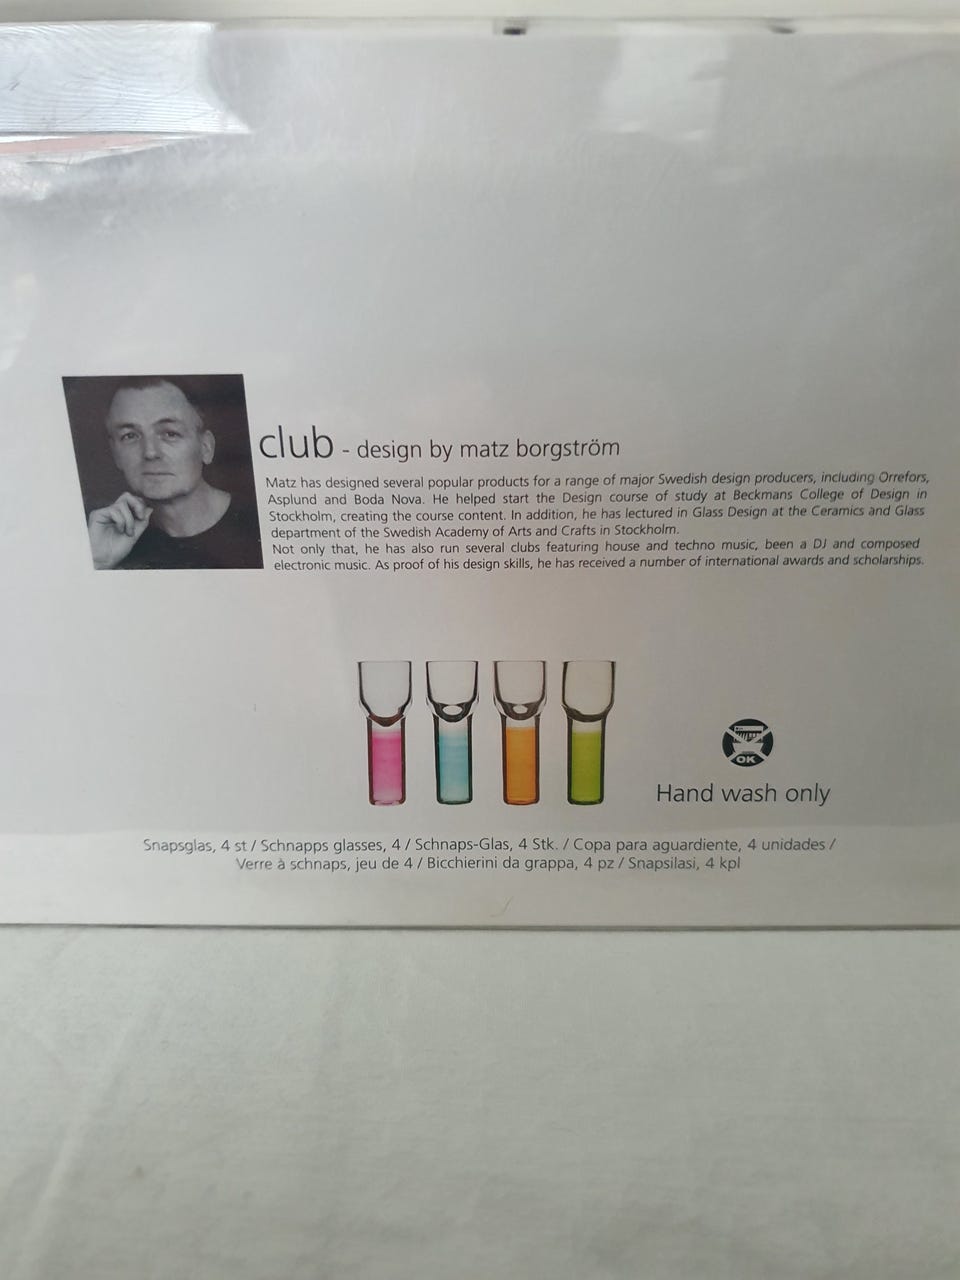 club - design by matz borgström
Matz has designed several popular products for a range of major Swedish design producers, including Orrefors,
Asplund and Boda Nova. He helped start the Design course of study at Beckmans College of Design in
Stockholm, creating the course content. In addition, he has lectured in Glass Design at the Ceramics and Glass
department of the Swedish Academy of Arts and Crafts in Stockholm.
Not only that, he has also run several clubs featuring house and techno music, been a DJ and composed
electronic music. As proof of his design skills, he has received a number of international awards and scholarships.
OK
Hand wash only
Snapsglas, 4 st / Schnapps glasses, 4 / Schnaps-Glas, 4 Stk. / Copa para aguardiente, 4 unidades /
Verre à schnaps, jeu de 4 / Bicchierini da grappa, 4 pz / Snapsilasi, 4 kpl